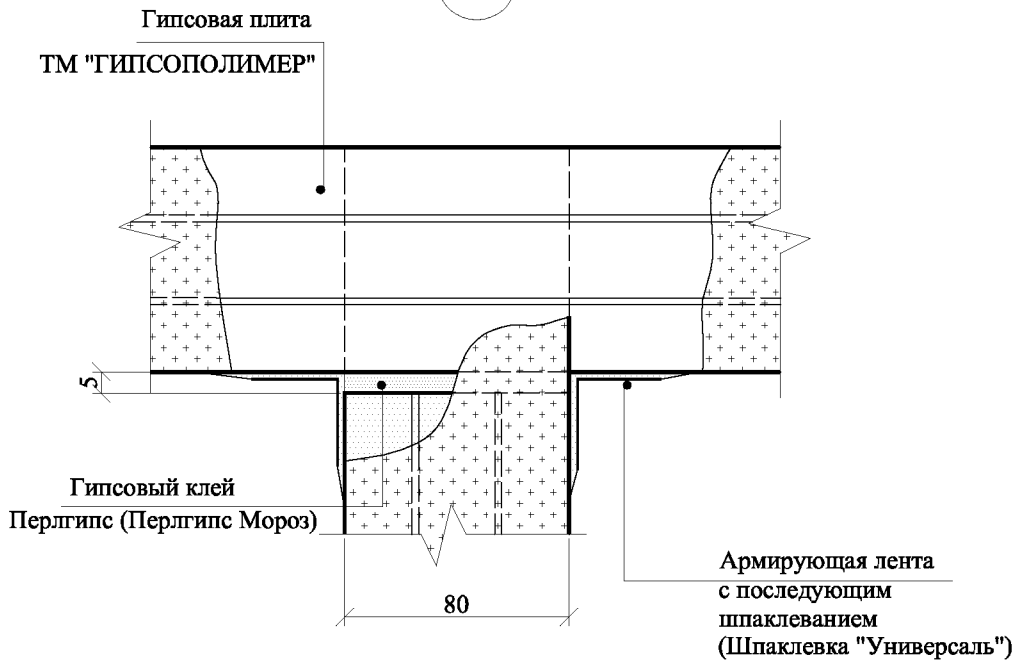 Гипсовая плита
ТМ "ГИПСОПОЛИМЕР"
5
Гипсовый клей
Перлгипс (Перлгипс Мороз)
80
Армирующая лента
с последующим
шпаклеванием
(Шпаклевка "Универсаль")